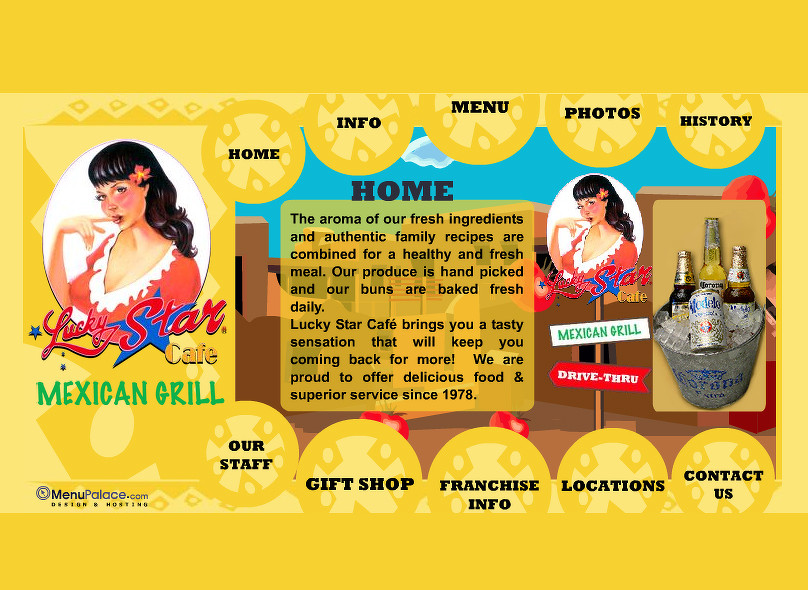 HOME
INFO
MENU
PHOTOS
HISTORY
Lucky Star
Cafe
MEXICAN GRILL
HOME
The aroma of our fresh ingredients
and authentic family recipes are
combined for a healthy and fresh
meal. Our produce is hand picked
and our buns are baked fresh
daily.
Lucky Star Café brings you a tasty
sensation that will keep you
coming back for more! We are
proud to offer delicious food &
superior service since 1978.
Lucky Star
Cafe
MEXICAN GRILL
DRIVE-THRU
Corona
Modelo
Corona
Extra
OUR
STAFF
GIFT SHOP
FRANCHISE
INFO
LOCATIONS
CONTACT
US
MenuPalace.com
DESIGN & HOSTING